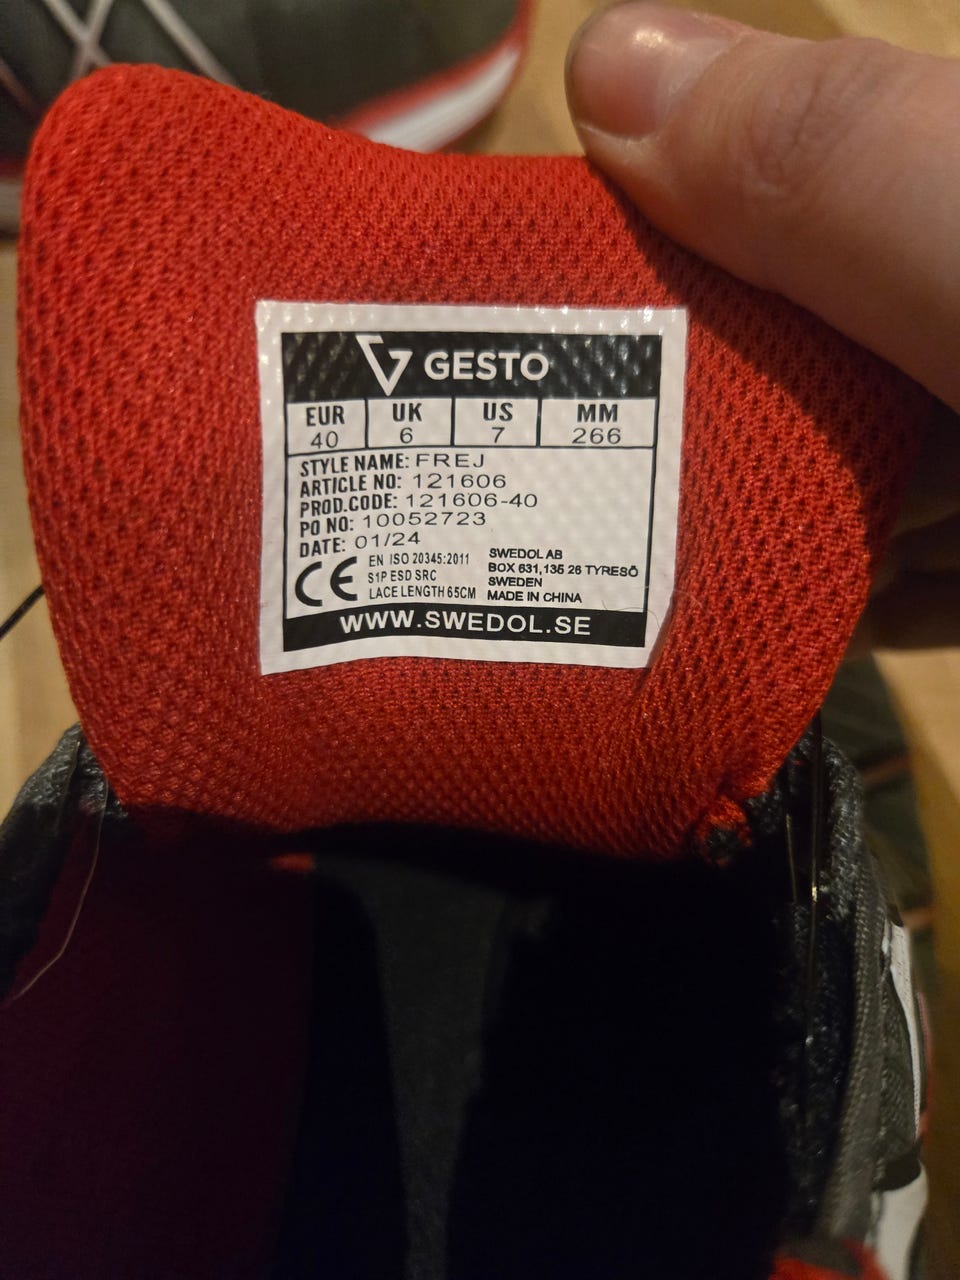 GESTO
EUR UK US MM
40 6 7 266
STYLE NAME: FREJ
ARTICLE NO: 121606
PROD.CODE: 121606-40
PO NO: 10052723
DATE: 01/24
CE
EN ISO 20345:2011
S1P ESD SRC
LACE LENGTH 65CM
SWEDOL AB
BOX 631,135 26 TYRESÖ
SWEDEN
MADE IN CHINA
WWW.SWEDOL.SE